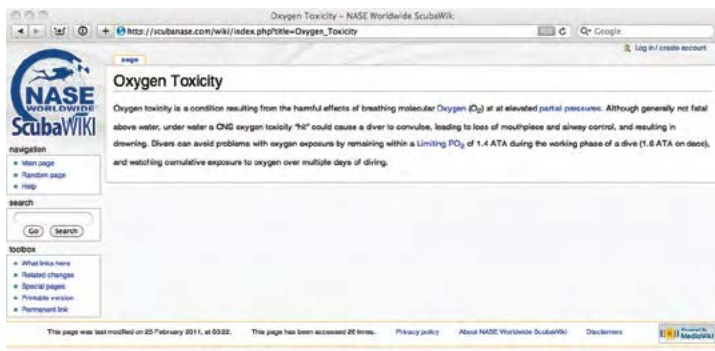 Oxygen Toxicity – NASE Worldwide ScubaWiki
http://scubanase.com/wiki/index.php?title=Oxygen_Toxicity
RSS
Google
Log in / create account
page
NASE
WORLDWIDE
ScubaWIKI
Oxygen Toxicity
Oxygen toxicity is a condition resulting from the harmful effects of breathing molecular Oxygen (O₂) at at elevated partial pressures. Although generally not fatal
above water, under water a CNS oxygen toxicity "hit" could cause a diver to convulse, leading to loss of mouthpiece and airway control, and resulting in
drowning. Divers can avoid problems with oxygen exposure by remaining within a Limiting PO₂ of 1.4 ATA during the working phase of a dive (1.6 ATA on deco),
and watching cumulative exposure to oxygen over multiple days of diving.
navigation
Main page
Random page
Help
search
Go
Search
toolbox
What links here
Related changes
Special pages
Printable version
Permanent link
This page was last modified on 25 February 2011, at 03:22.
This page has been accessed 26 times.
Privacy policy
About NASE Worldwide ScubaWiki
Disclaimers
Powered By
MediaWiki